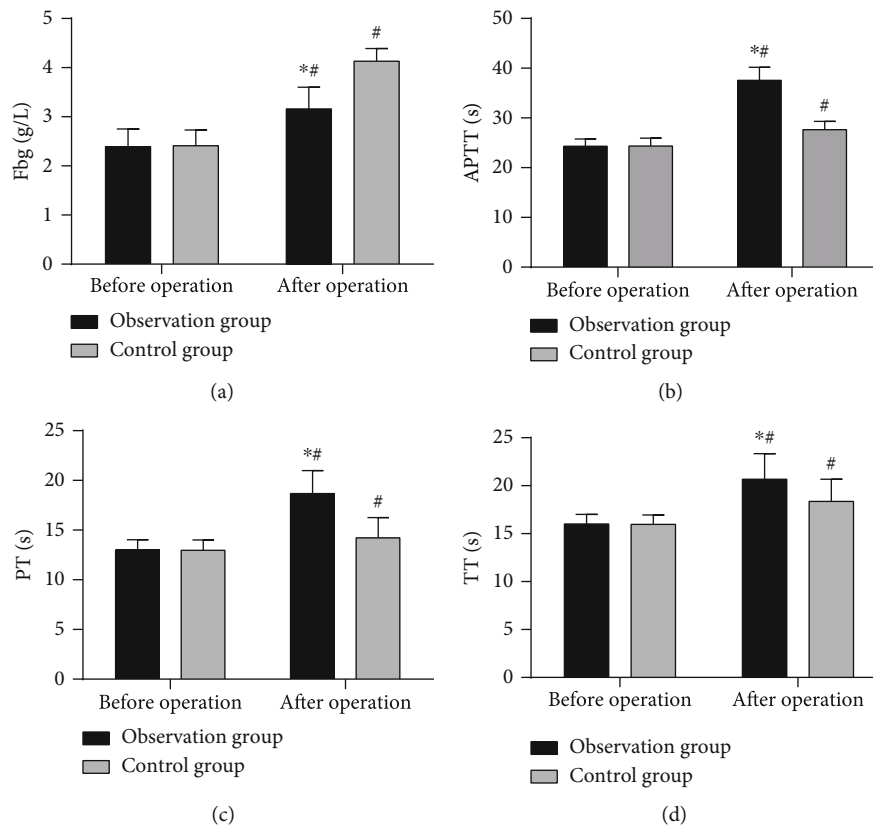 5
4
3
2
1
0
Fbg (g/L)
*#
#
Before operation
After operation
Observation group
Control group
(a)
50
40
30
20
10
0
APTT (s)
*#
#
Before operation
After operation
Observation group
Control group
(b)
25
20
15
10
5
0
PT (s)
*#
#
Before operation
After operation
Observation group
Control group
(c)
25
20
15
10
5
0
TT (s)
*#
#
Before operation
After operation
Observation group
Control group
(d)